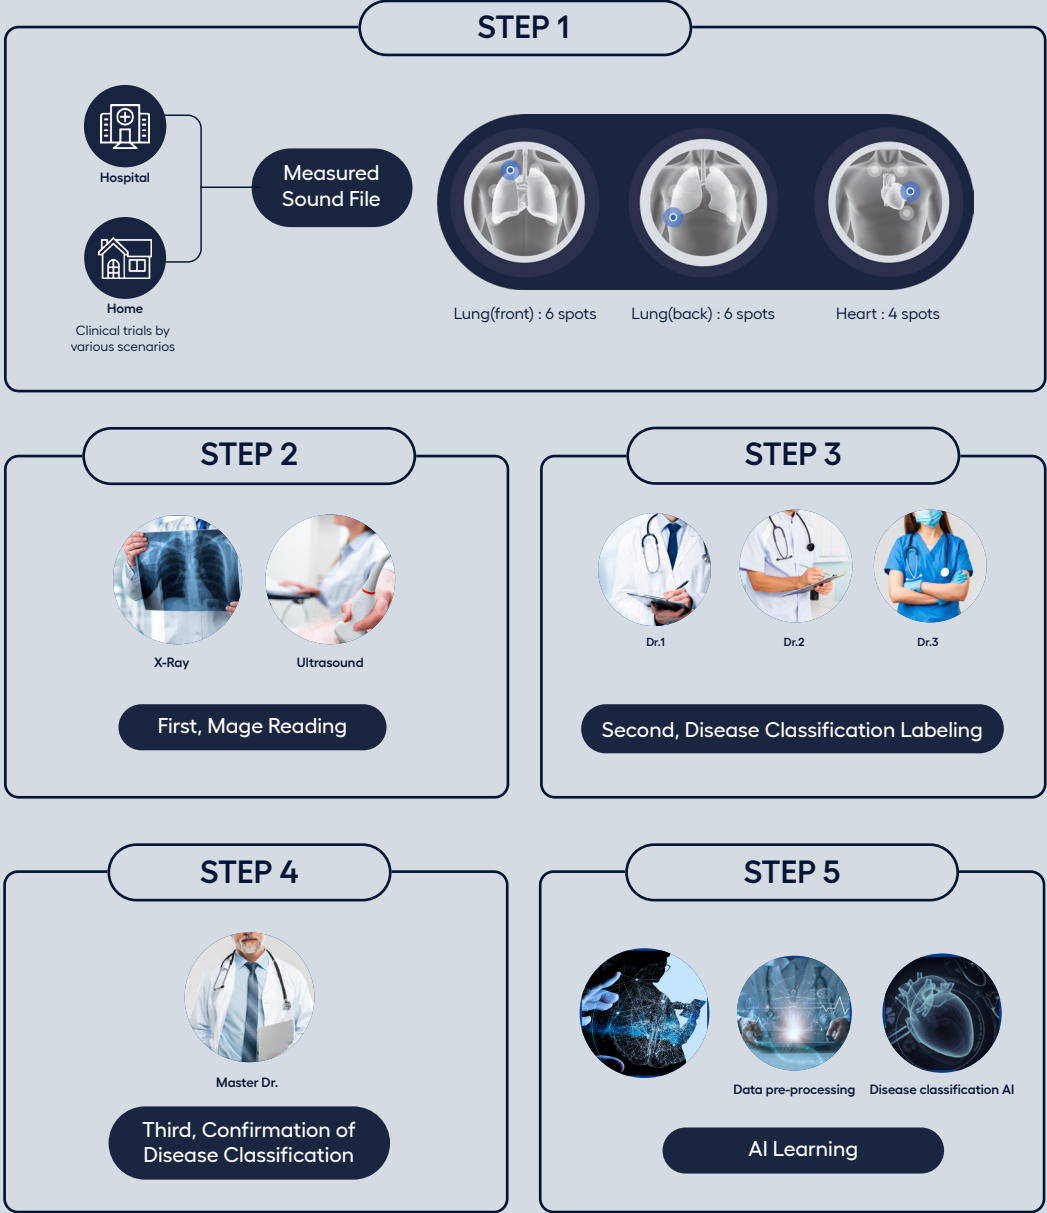 STEP 1
Hospital
Home
Clinical trials by
various scenarios
Measured
Sound File
Lung(front) : 6 spots
Lung(back) : 6 spots
Heart : 4 spots
STEP 2
X-Ray
Ultrasound
First, Mage Reading
STEP 3
Dr.1
Dr.2
Dr.3
Second, Disease Classification Labeling
STEP 4
Master Dr.
Third, Confirmation of
Disease Classification
STEP 5
Data pre-processing
Disease classification AI
AI Learning